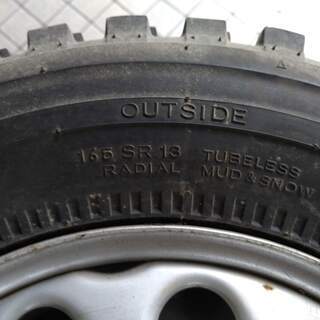 OUTSIDE
165 SR 13 TUBELESS
RADIAL MUD & SNOW